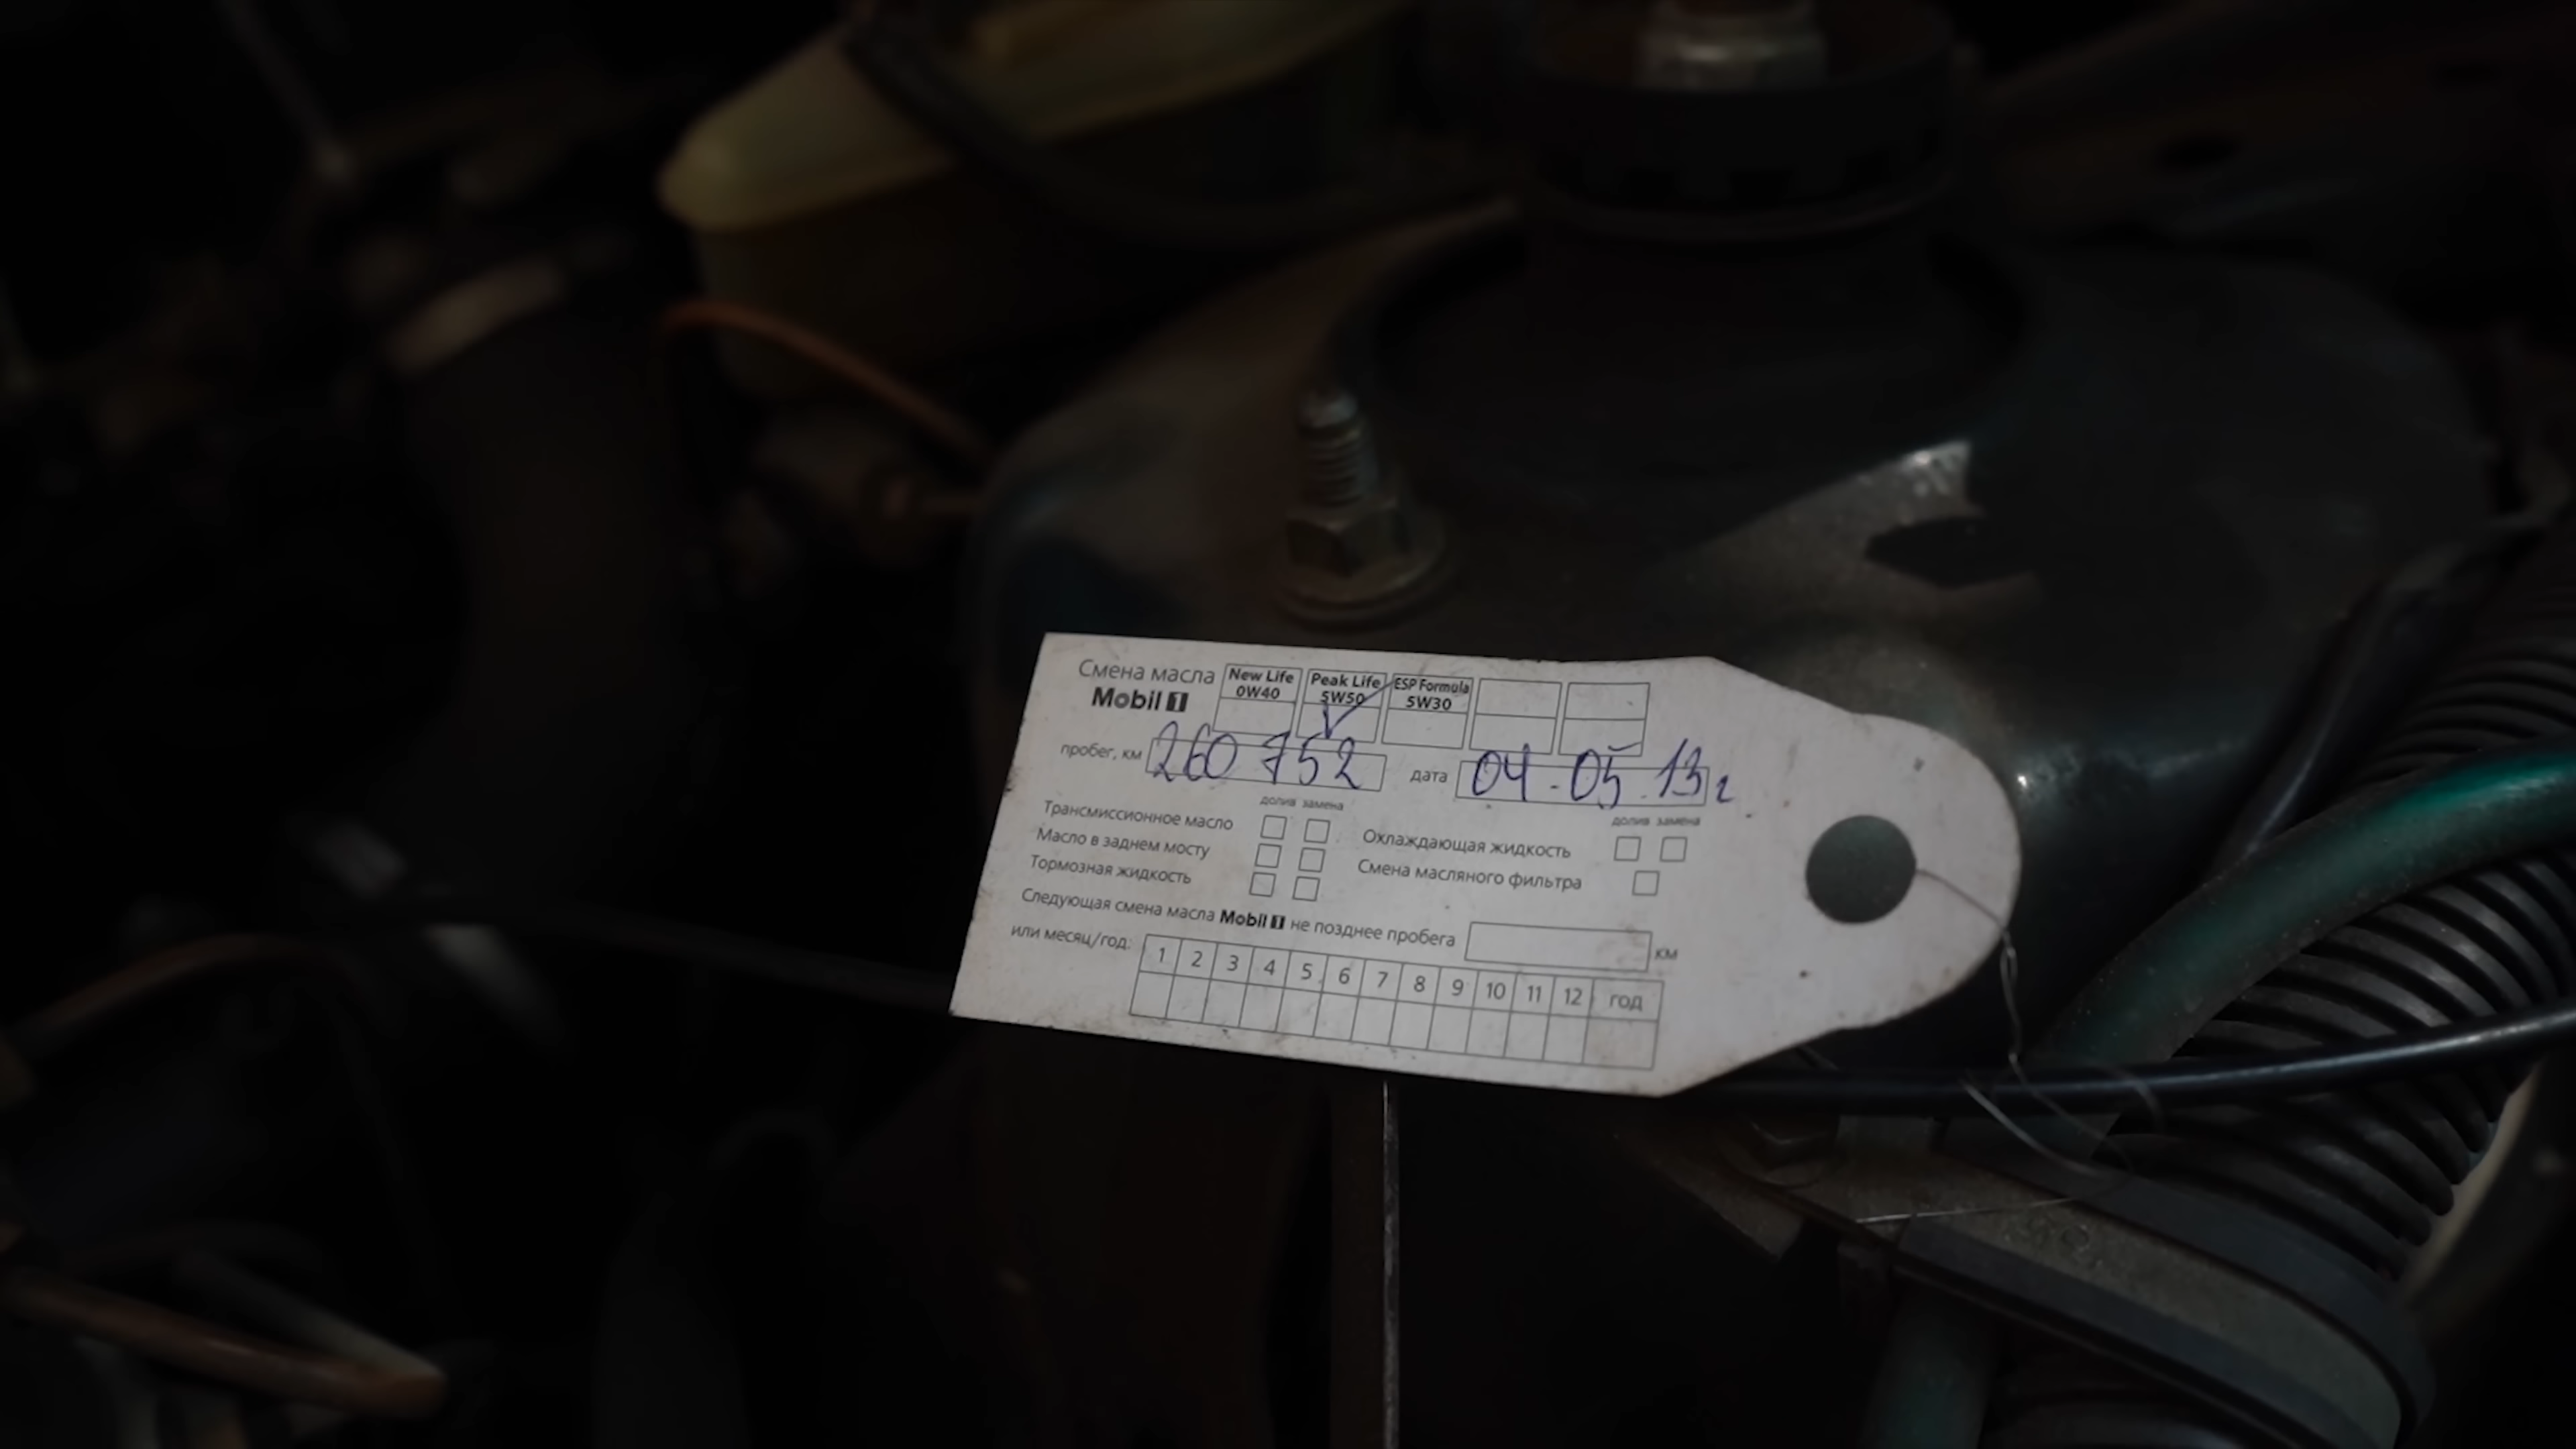 Смена масла New Life Peak Life ESP Formula
Mobil 1 0W40 5W50 5W30
пробег, км 260 752 дата 04.05.13г
долив замена долив замена
Трансмиссионное масло Охлаждающая жидкость
Масло в заднем мосту Смена масляного фильтра
Тормозная жидкость
Следующая смена масла Mobil 1 не позднее пробега км
или месяц/год: 1 2 3 4 5 6 7 8 9 10 11 12 год